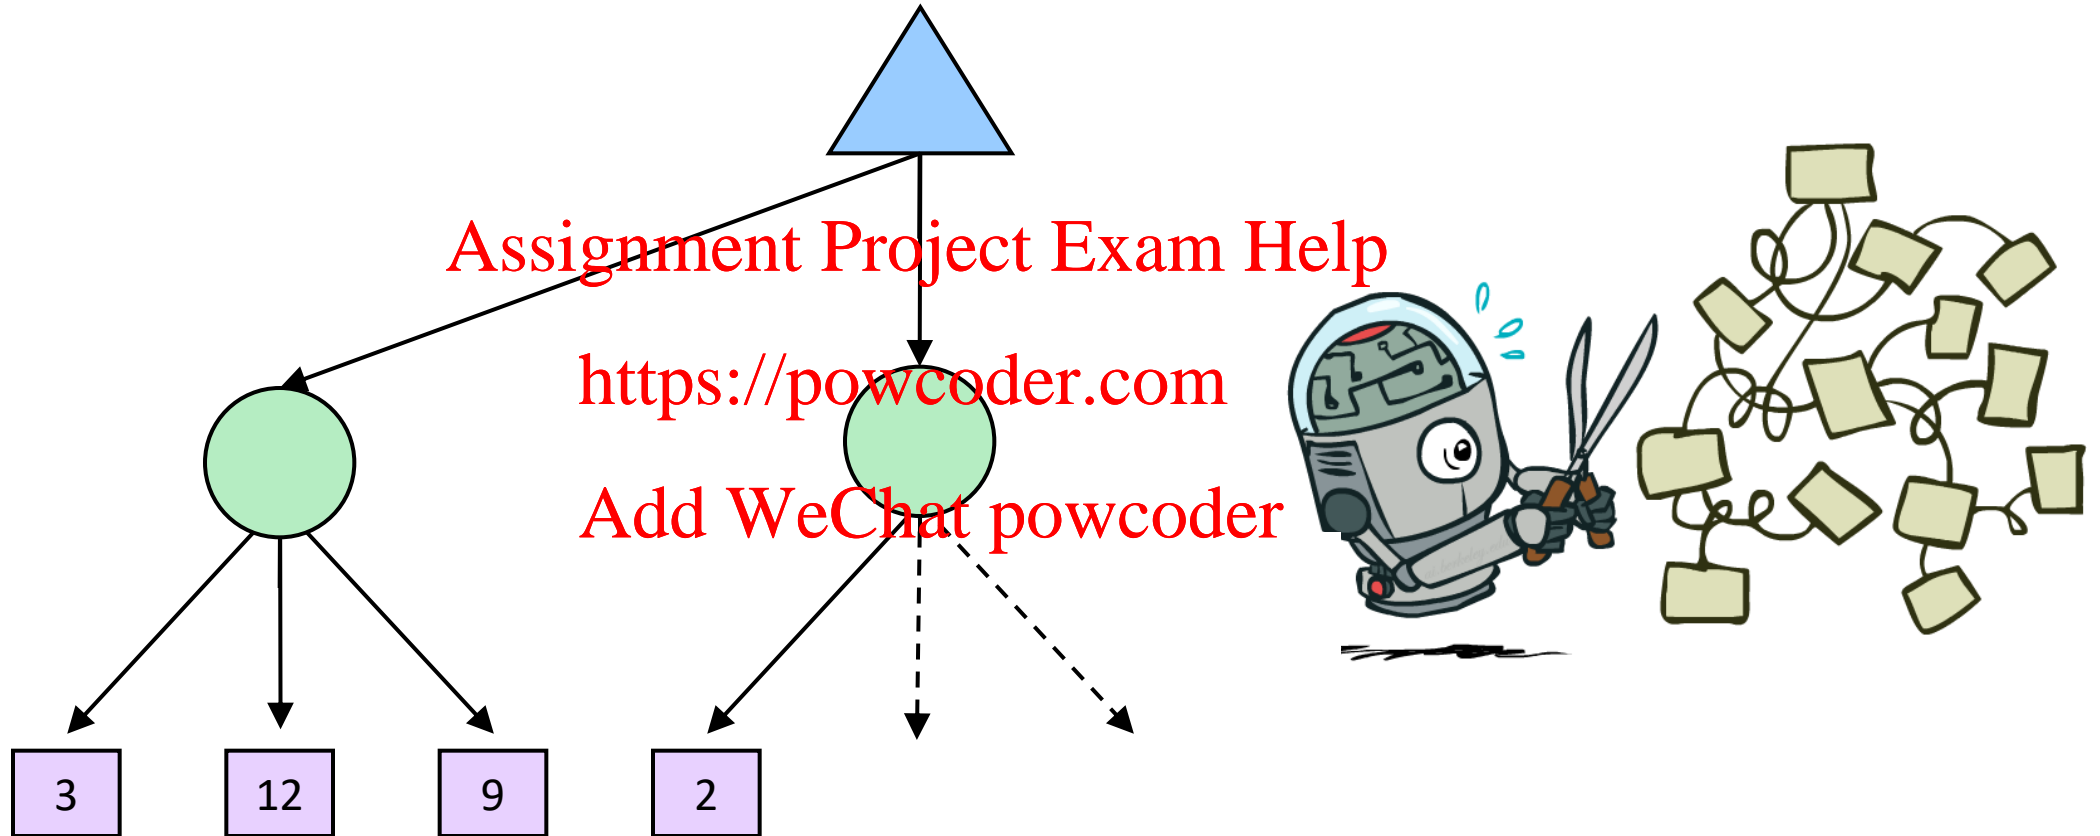 Assignment Project Exam Help
https://powcoder.com
Add WeChat powcoder
3 12 9 2